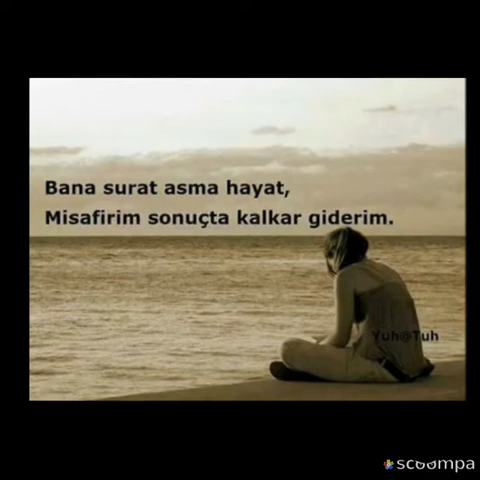 Bana surat asma hayat,
Misafirim sonuçta kalkar giderim.
Yuh@Tuh
scoompa